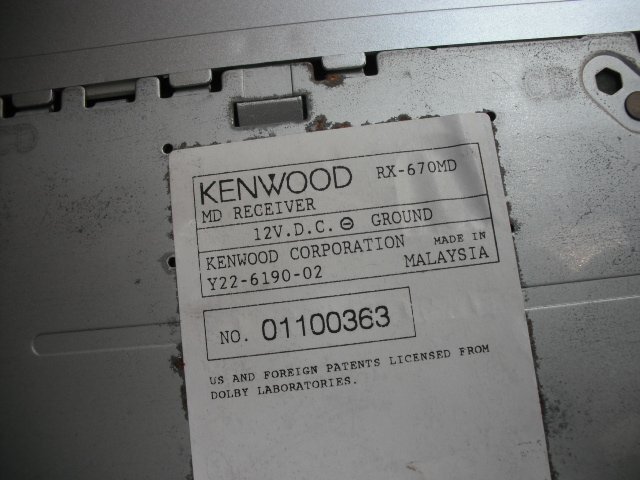 KENWOOD RX-670MD
MD RECEIVER
12V.D.C. ⊖ GROUND
KENWOOD CORPORATION MADE IN
Y22-6190-02 MALAYSIA
NO. 01100363
US AND FOREIGN PATENTS LICENSED FROM
DOLBY LABORATORIES.